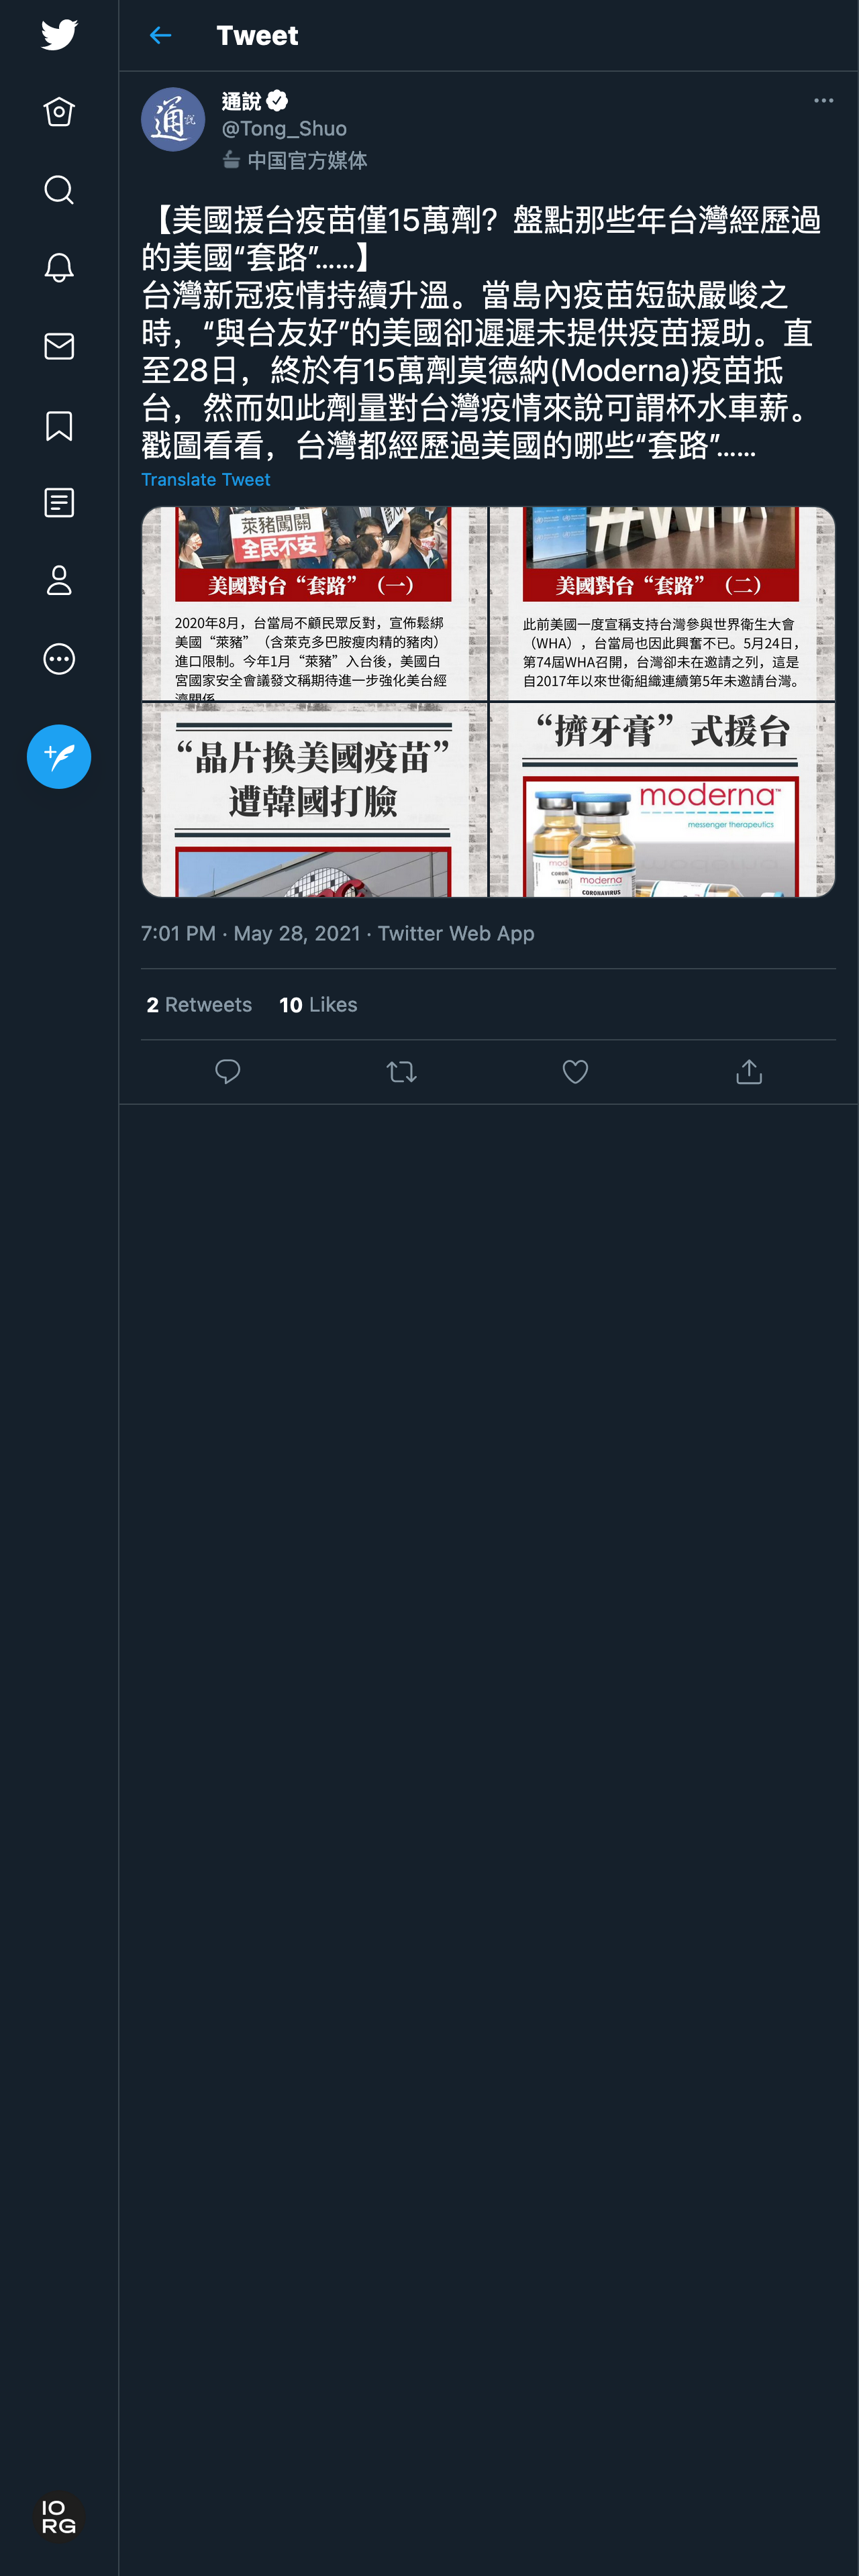 Tweet
通說
@Tong_Shuo
中国官方媒体
【美國援台疫苗僅15萬劑？盤點那些年台灣經歷過
的美國“套路”……】
台灣新冠疫情持續升溫。當島內疫苗短缺嚴峻之
時，“與台友好”的美國卻遲遲未提供疫苗援助。直
至28日，終於有15萬劑莫德納(Moderna)疫苗抵
台，然而如此劑量對台灣疫情來說可謂杯水車薪。
戳圖看看，台灣都經歷過美國的哪些“套路”……
Translate Tweet
萊豬闖關
全民不安
美國對台“套路”（一）
2020年8月，台當局不顧民眾反對，宣佈鬆綁
美國“萊豬”（含萊克多巴胺瘦肉精的豬肉）
進口限制。今年1月“萊豬”入台後，美國白
宮國家安全會議發文稱期待進一步強化美台經
濟關係
美國對台“套路”（二）
此前美國一度宣稱支持台灣參與世界衛生大會
（WHA），台當局也因此興奮不已。5月24日，
第74屆WHA召開，台灣卻未在邀請之列，這是
自2017年以來世衛組織連續第5年未邀請台灣。
“晶片換美國疫苗”
遭韓國打臉
“擠牙膏”式援台
moderna™
messenger therapeutics
moderna
CORONAVIRUS
7:01 PM · May 28, 2021 · Twitter Web App
2 Retweets 10 Likes
IO
RG